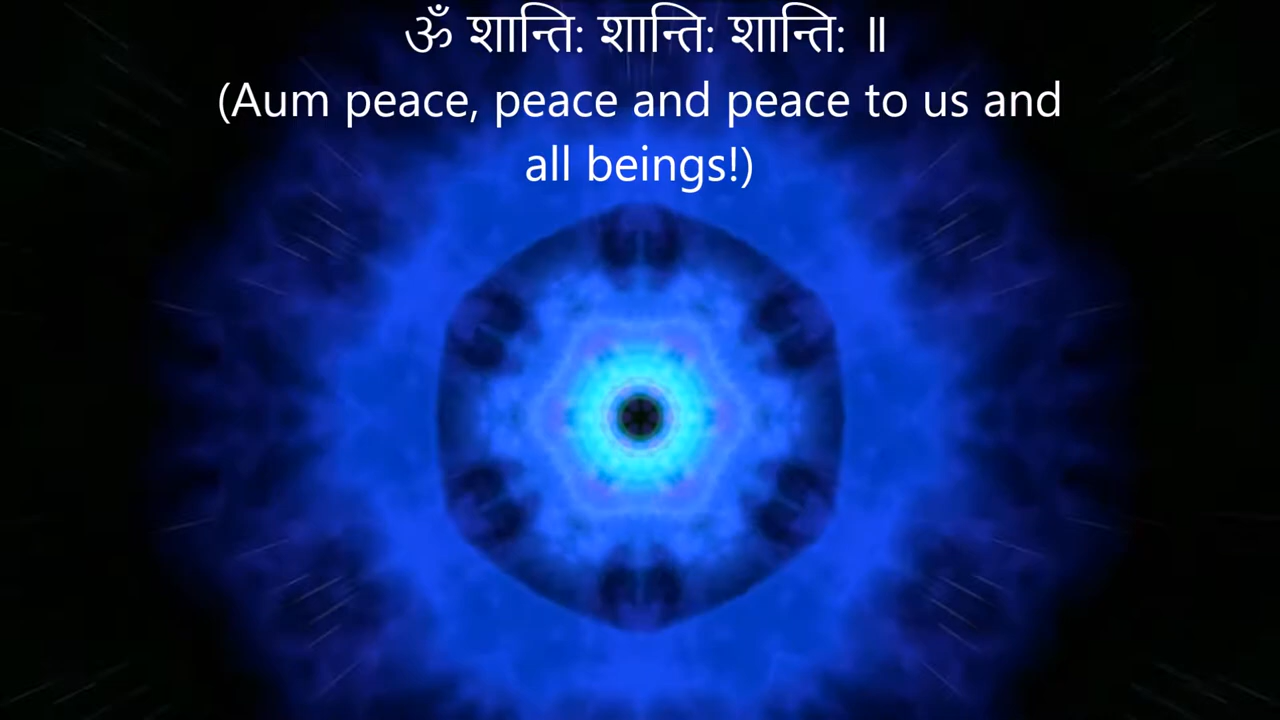 ॐ शान्ति: शान्ति: शान्ति: ॥
(Aum peace, peace and peace to us and
all beings!)